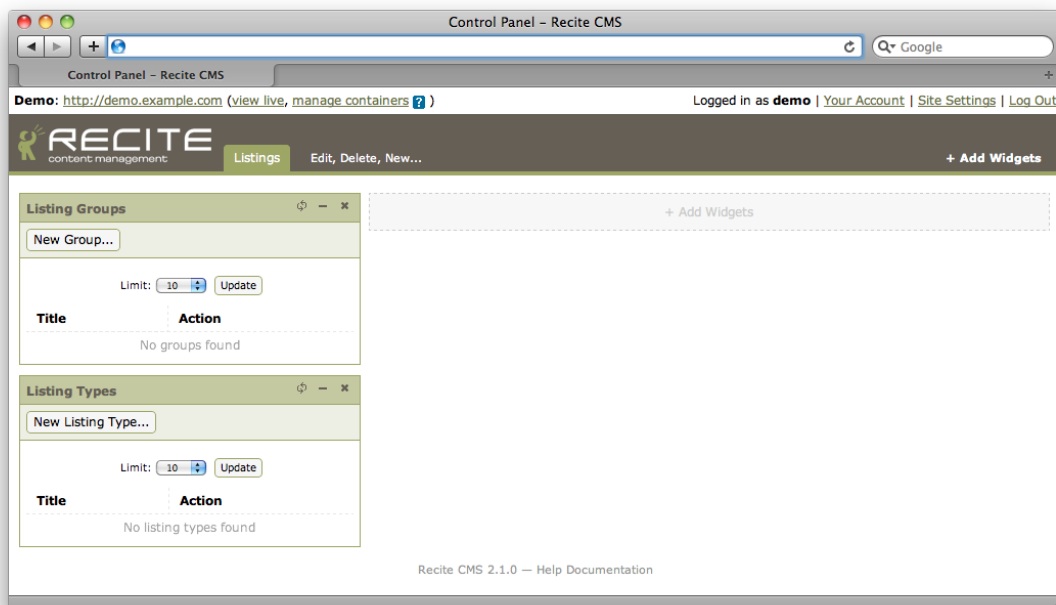 Control Panel – Recite CMS
Google
Control Panel – Recite CMS
Demo: http://demo.example.com (view live, manage containers ? ) Logged in as demo | Your Account | Site Settings | Log Out
RECITE
content management
Listings Edit, Delete, New... + Add Widgets
Listing Groups
+ Add Widgets
New Group...
Limit: 10 Update
Title Action
No groups found
Listing Types
New Listing Type...
Limit: 10 Update
Title Action
No listing types found
Recite CMS 2.1.0 — Help Documentation